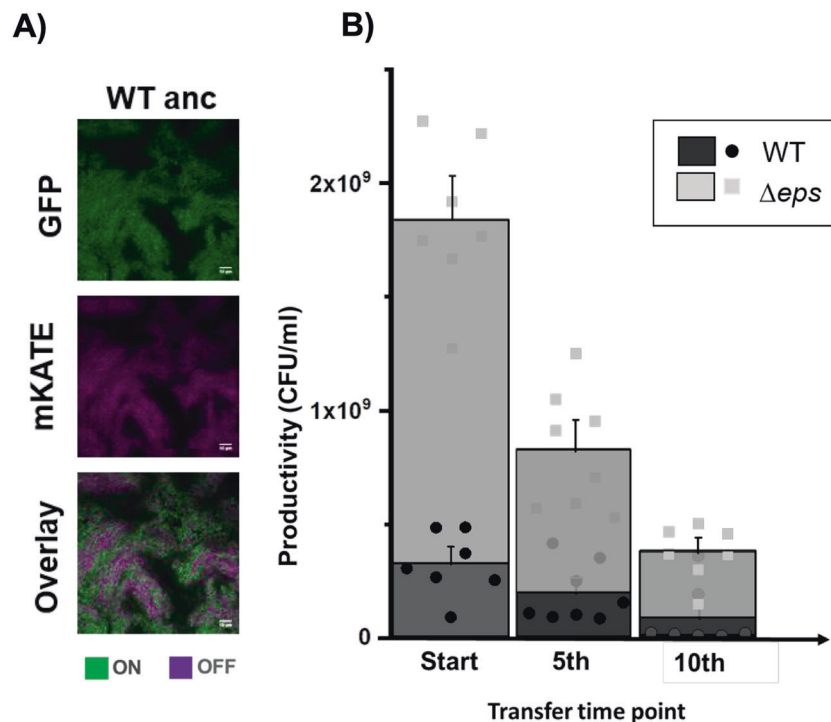 A)
WT anc
GFP
mKATE
Overlay
ON OFF
B)
Productivity (CFU/ml)
2x10⁹
1x10⁹
0
Start 5th 10th
Transfer time point
WT
Δeps